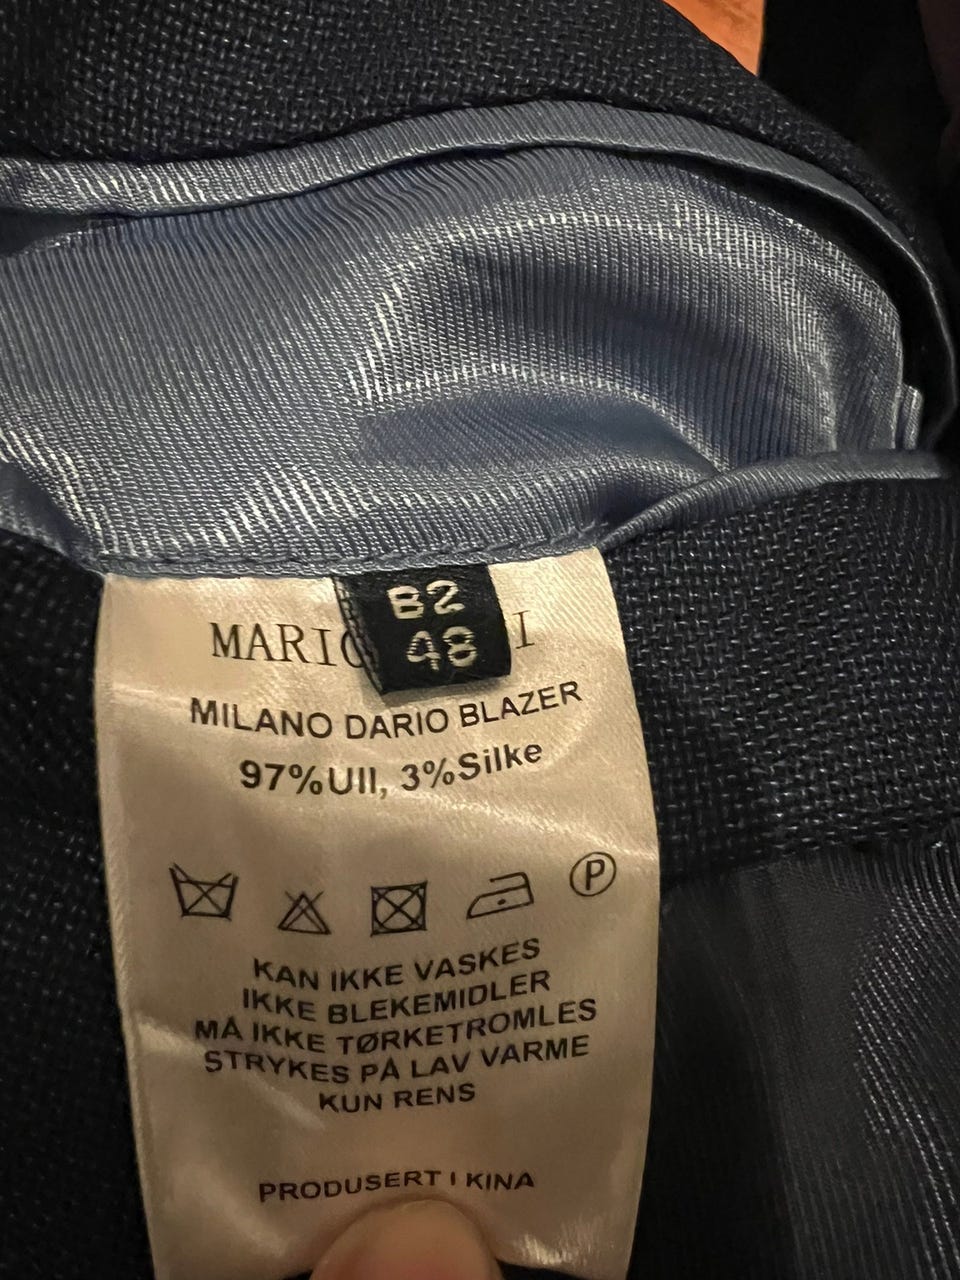 B2
48
MILANO DARIO BLAZER
97%Ull, 3%Silke
P
KAN IKKE VASKES
IKKE BLEKEMIDLER
MÅ IKKE TØRKETROMLES
STRYKES PÅ LAV VARME
KUN RENS
PRODUSERT I KINA